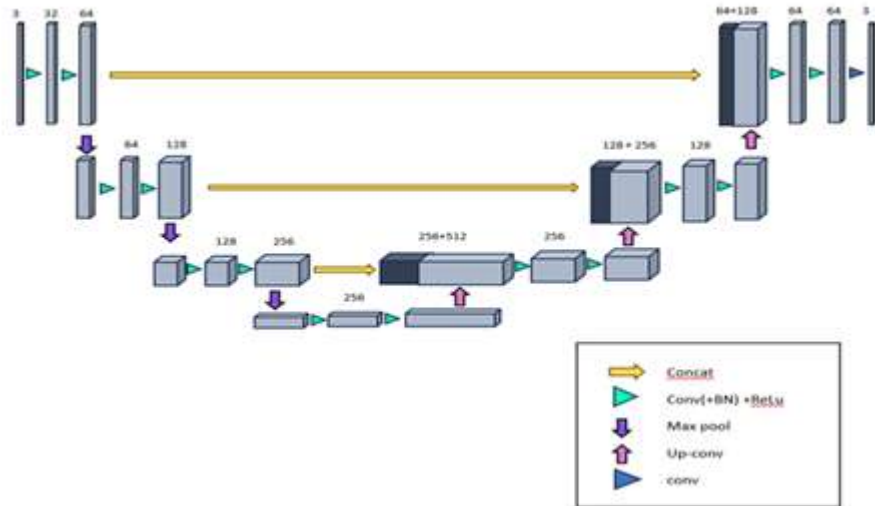 3 32 64 64+128 64 64 3
64 128 128 + 256 128
128 256 256+512 256
256
Concat
Conv(+BN) +ReLu
Max pool
Up-conv
conv